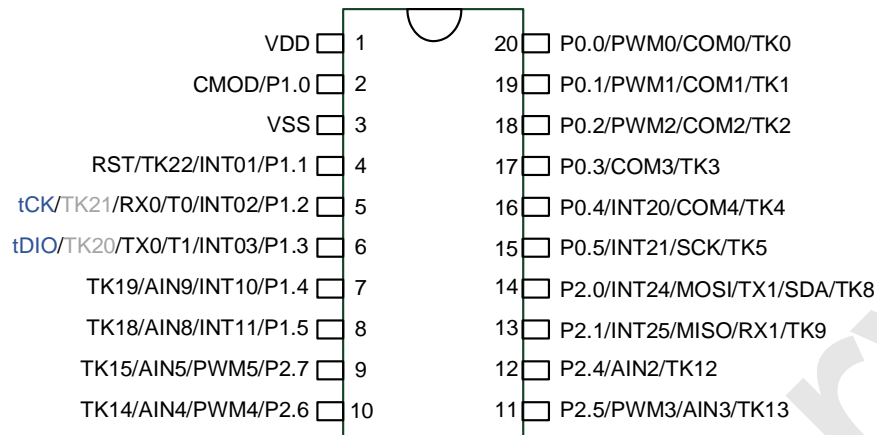 VDD 1 20 P0.0/PWM0/COM0/TK0
CMOD/P1.0 2 19 P0.1/PWM1/COM1/TK1
VSS 3 18 P0.2/PWM2/COM2/TK2
RST/TK22/INT01/P1.1 4 17 P0.3/COM3/TK3
tCK/TK21/RX0/T0/INT02/P1.2 5 16 P0.4/INT20/COM4/TK4
tDIO/TK20/TX0/T1/INT03/P1.3 6 15 P0.5/INT21/SCK/TK5
TK19/AIN9/INT10/P1.4 7 14 P2.0/INT24/MOSI/TX1/SDA/TK8
TK18/AIN8/INT11/P1.5 8 13 P2.1/INT25/MISO/RX1/TK9
TK15/AIN5/PWM5/P2.7 9 12 P2.4/AIN2/TK12
TK14/AIN4/PWM4/P2.6 10 11 P2.5/PWM3/AIN3/TK13